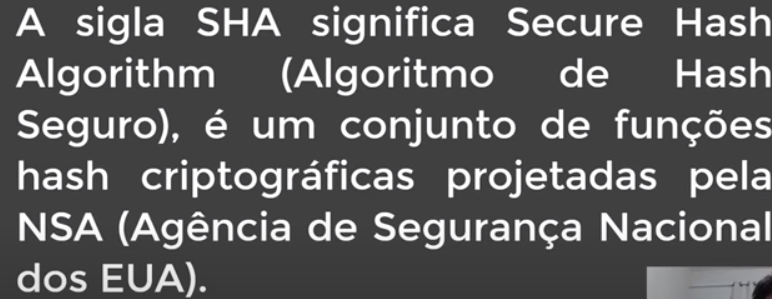 A sigla SHA significa Secure Hash
Algorithm (Algoritmo de Hash
Seguro), é um conjunto de funções
hash criptográficas projetadas pela
NSA (Agência de Segurança Nacional
dos EUA).